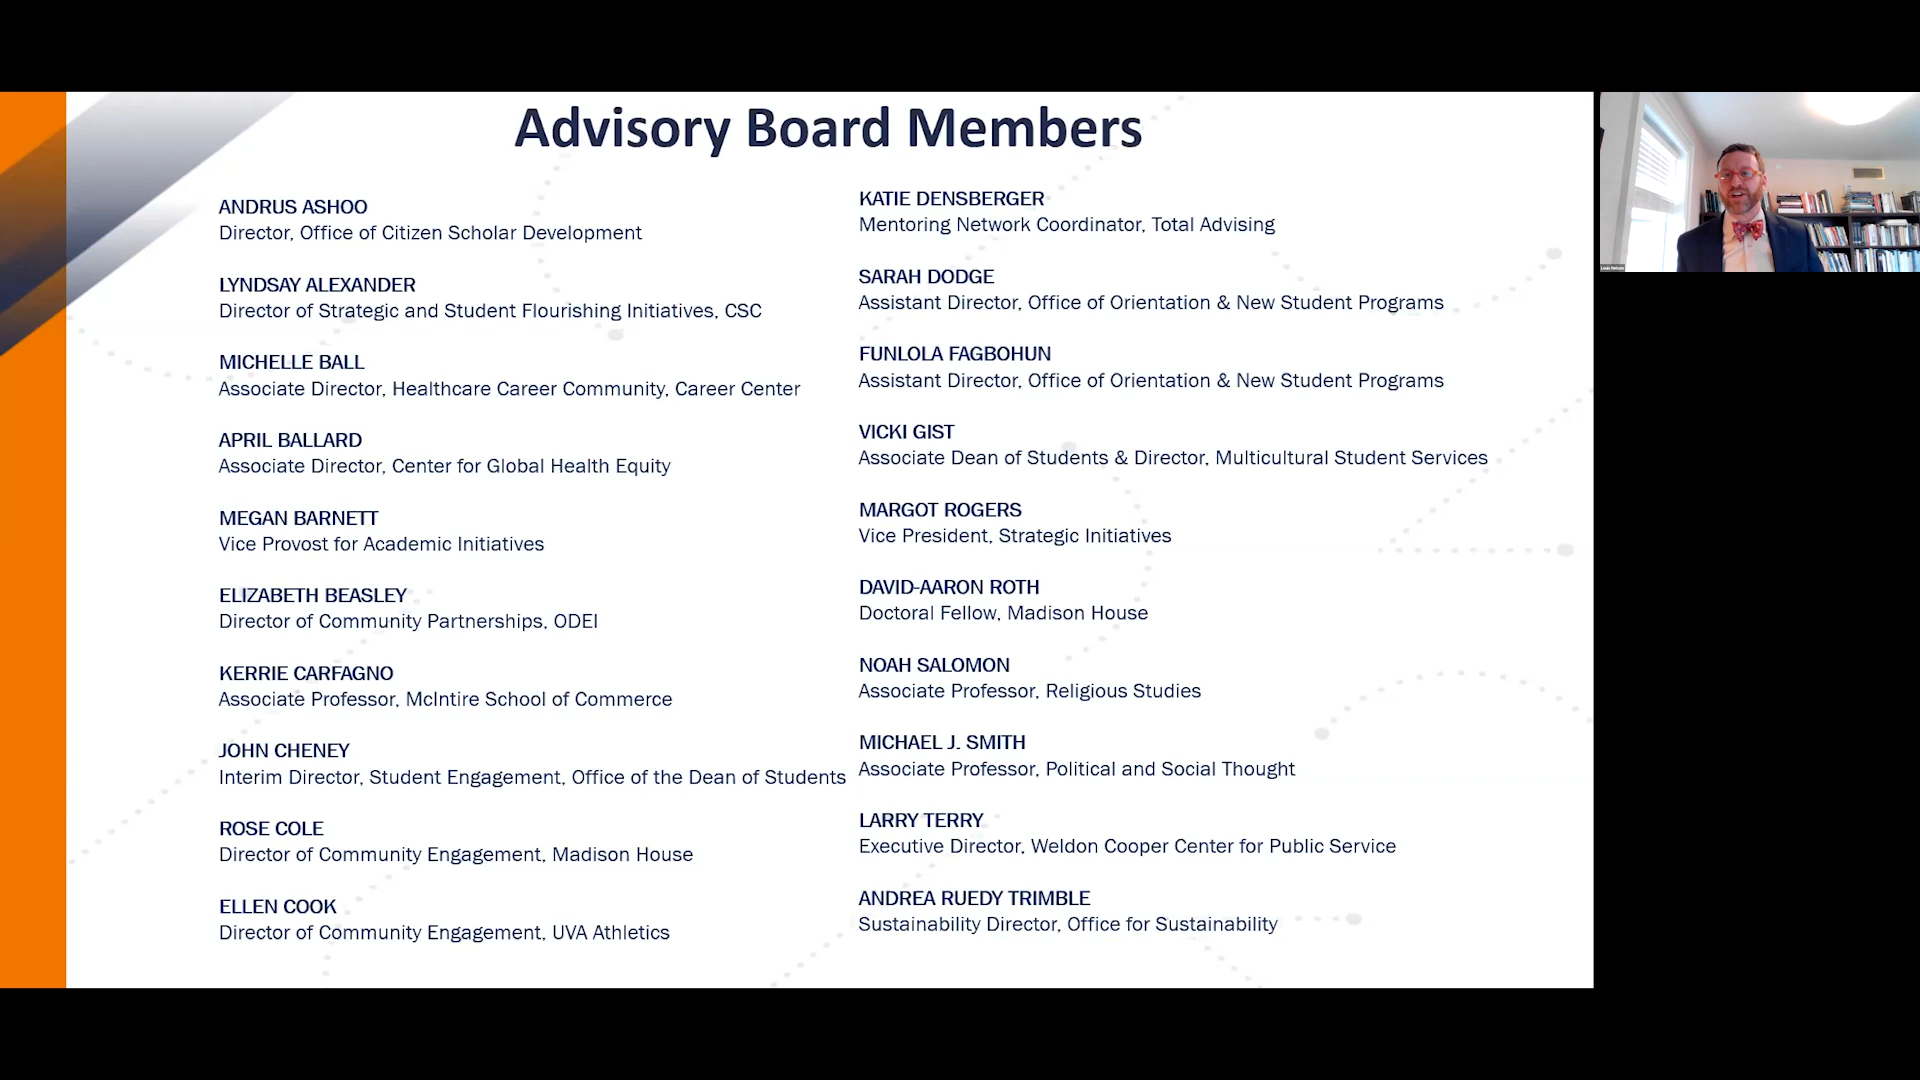 Advisory Board Members
ANDRUS ASHOO
Director, Office of Citizen Scholar Development
LYNDSAY ALEXANDER
Director of Strategic and Student Flourishing Initiatives, CSC
MICHELLE BALL
Associate Director, Healthcare Career Community, Career Center
APRIL BALLARD
Associate Director, Center for Global Health Equity
MEGAN BARNETT
Vice Provost for Academic Initiatives
ELIZABETH BEASLEY
Director of Community Partnerships, ODEI
KERRIE CARFAGNO
Associate Professor, McIntire School of Commerce
JOHN CHENEY
Interim Director, Student Engagement, Office of the Dean of Students
ROSE COLE
Director of Community Engagement, Madison House
ELLEN COOK
Director of Community Engagement, UVA Athletics
KATIE DENSBERGER
Mentoring Network Coordinator, Total Advising
SARAH DODGE
Assistant Director, Office of Orientation & New Student Programs
FUNLOLA FAGBOHUN
Assistant Director, Office of Orientation & New Student Programs
VICKI GIST
Associate Dean of Students & Director, Multicultural Student Services
MARGOT ROGERS
Vice President, Strategic Initiatives
DAVID-AARON ROTH
Doctoral Fellow, Madison House
NOAH SALOMON
Associate Professor, Religious Studies
MICHAEL J. SMITH
Associate Professor, Political and Social Thought
LARRY TERRY
Executive Director, Weldon Cooper Center for Public Service
ANDREA RUEDY TRIMBLE
Sustainability Director, Office for Sustainability
Louis Nelson